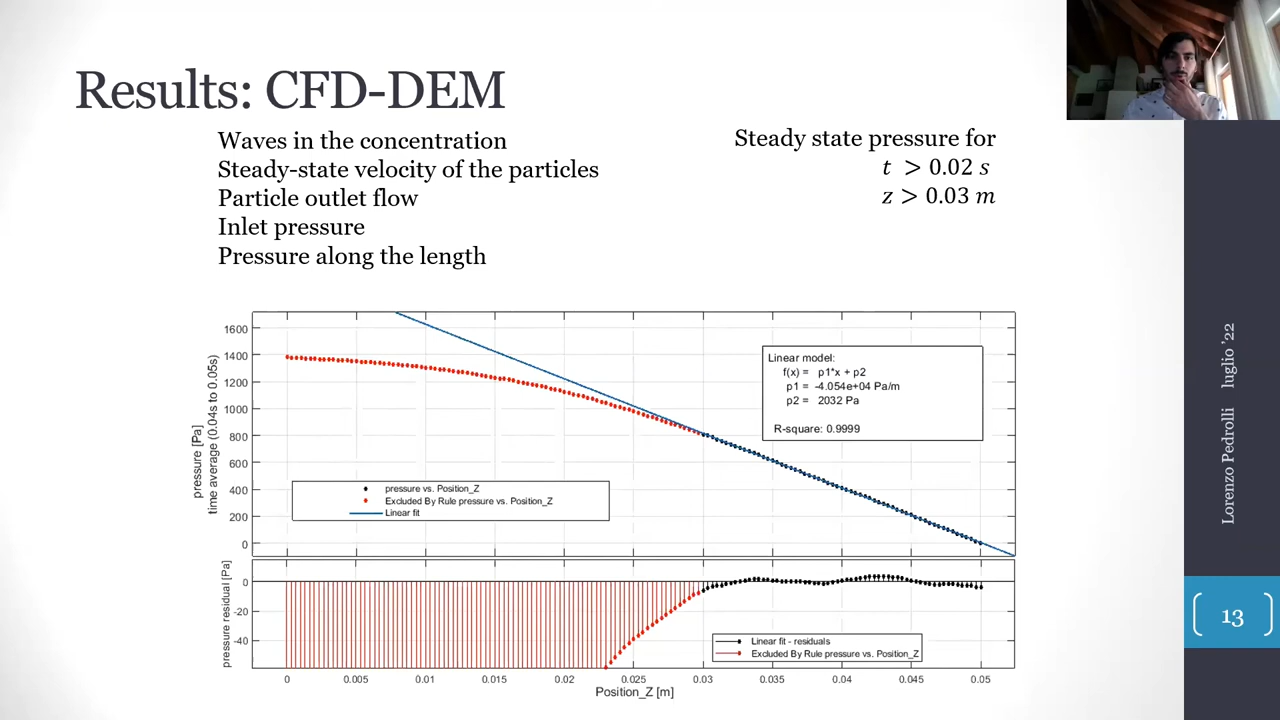 Results: CFD-DEM
Waves in the concentration
Steady-state velocity of the particles
Particle outlet flow
Inlet pressure
Pressure along the length
Steady state pressure for
t > 0.02 s
z > 0.03 m
pressure [Pa]
time average (0.04s to 0.05s)
1600
1400
1200
1000
800
600
400
200
0
Linear model:
f(x) = p1*x + p2
p1 = -4.054e+04 Pa/m
p2 = 2032 Pa
R-square: 0.9999
pressure vs. Position_Z
Excluded By Rule pressure vs. Position_Z
Linear fit
pressure residual [Pa]
0
-20
-40
Linear fit - residuals
Excluded By Rule pressure vs. Position_Z
0 0.005 0.01 0.015 0.02 0.025 0.03 0.035 0.04 0.045 0.05
Position_Z [m]
Lorenzo Pedrolli luglio '22
13